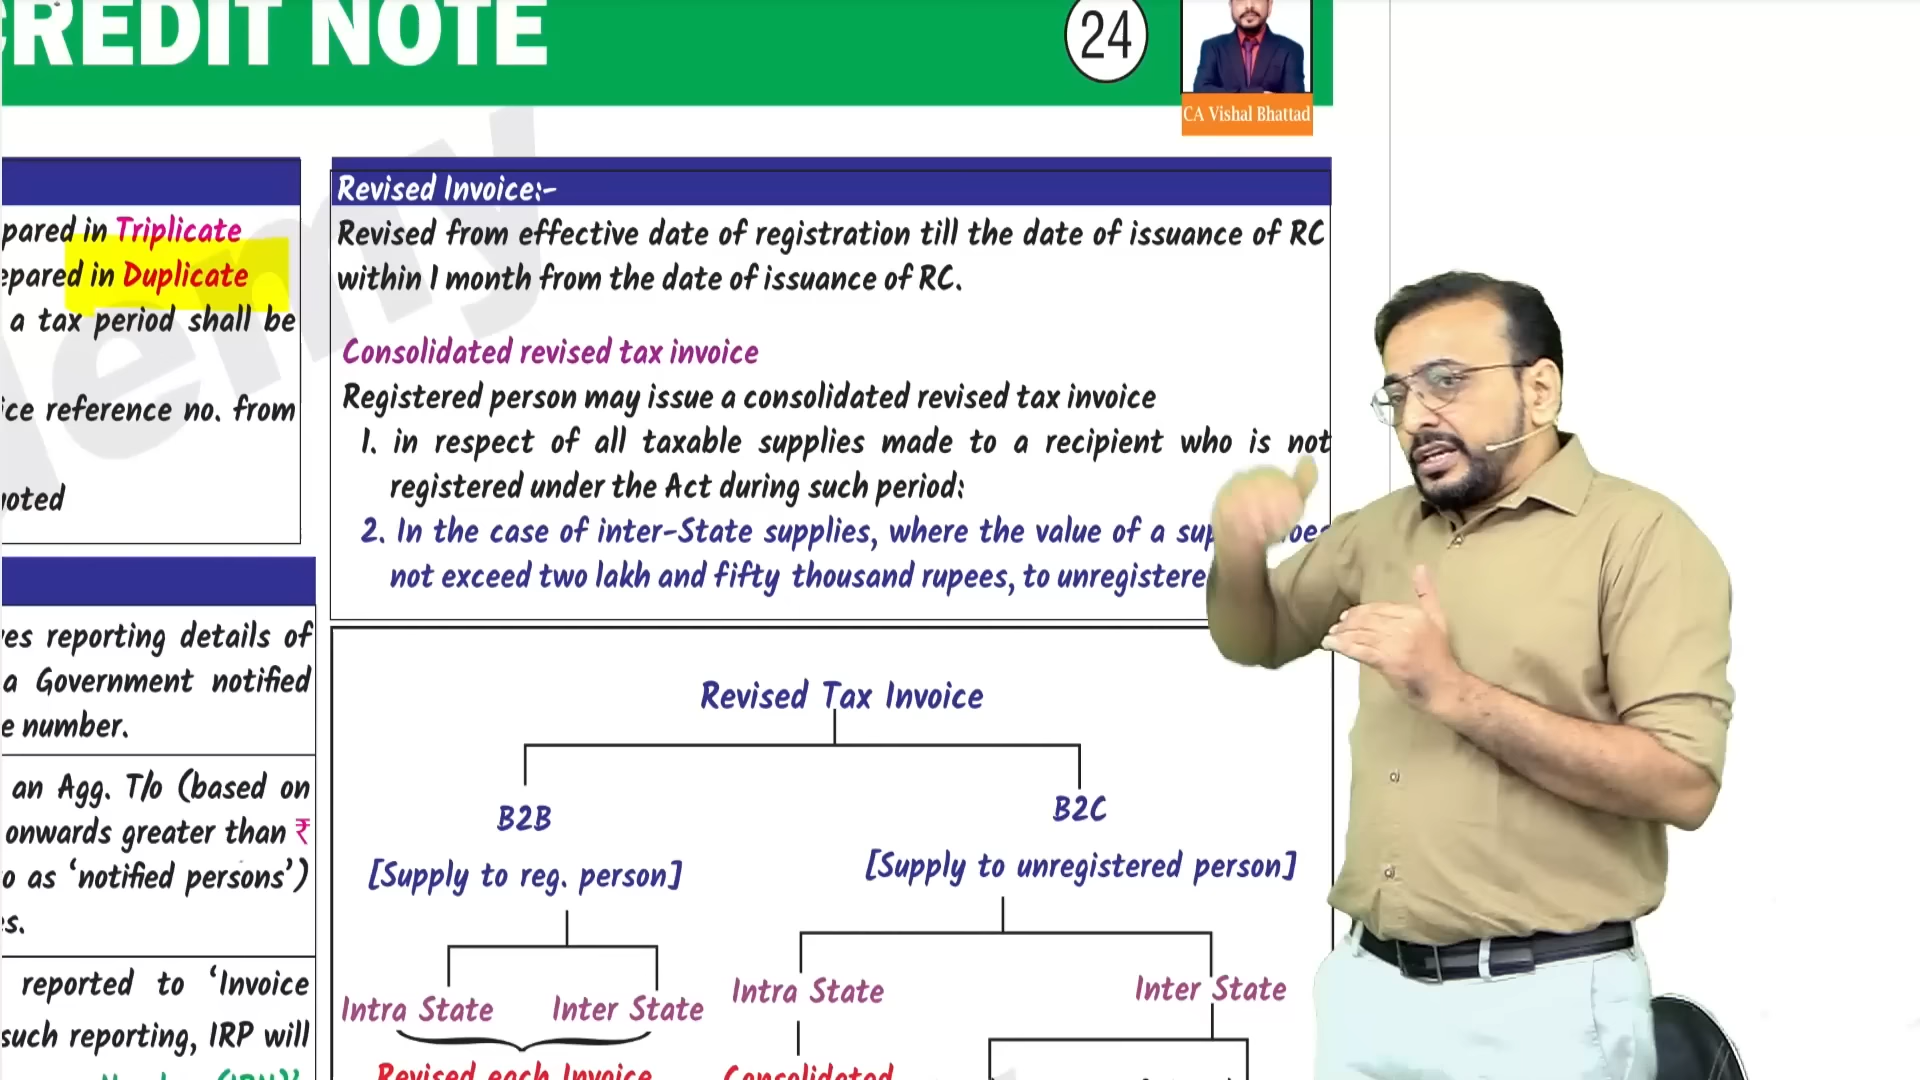 CREDIT NOTE
24
CA Vishal Bhattad
pared in Triplicate
epared in Duplicate
a tax period shall be
ice reference no. from
noted
es reporting details of
a Government notified
e number.
an Agg. T/o (based on
onwards greater than ₹
o as ‘notified persons’)
s.
reported to ‘Invoice
such reporting, IRP will
Revised Invoice:-
Revised from effective date of registration till the date of issuance of RC
within 1 month from the date of issuance of RC.
Consolidated revised tax invoice
Registered person may issue a consolidated revised tax invoice
1. in respect of all taxable supplies made to a recipient who is not
registered under the Act during such period:
2. In the case of inter-State supplies, where the value of a
not exceed two lakh and fifty thousand rupees, to unregistere
Revised Tax Invoice
B2B
B2C
[Supply to reg. person]
[Supply to unregistered person]
Intra State
Inter State
Intra State
Inter State
Revised each Invoice
Consolidated